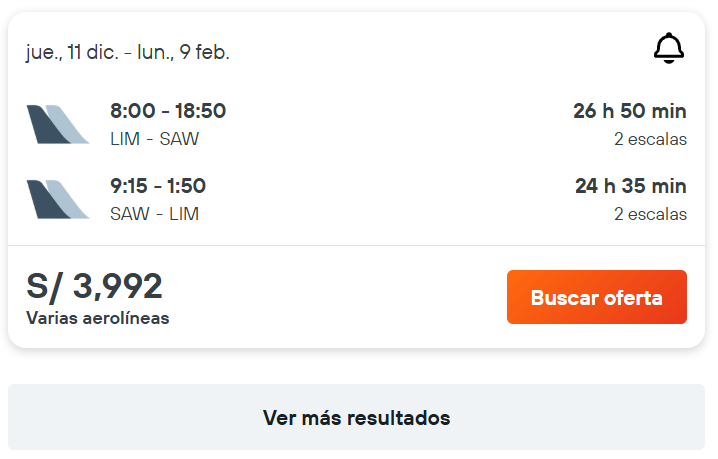 jue., 11 dic. - lun., 9 feb.
8:00 - 18:50
26 h 50 min
LIM - SAW
2 escalas
9:15 - 1:50
24 h 35 min
SAW - LIM
2 escalas
S/ 3,992
Varias aerolíneas
Buscar oferta
Ver más resultados